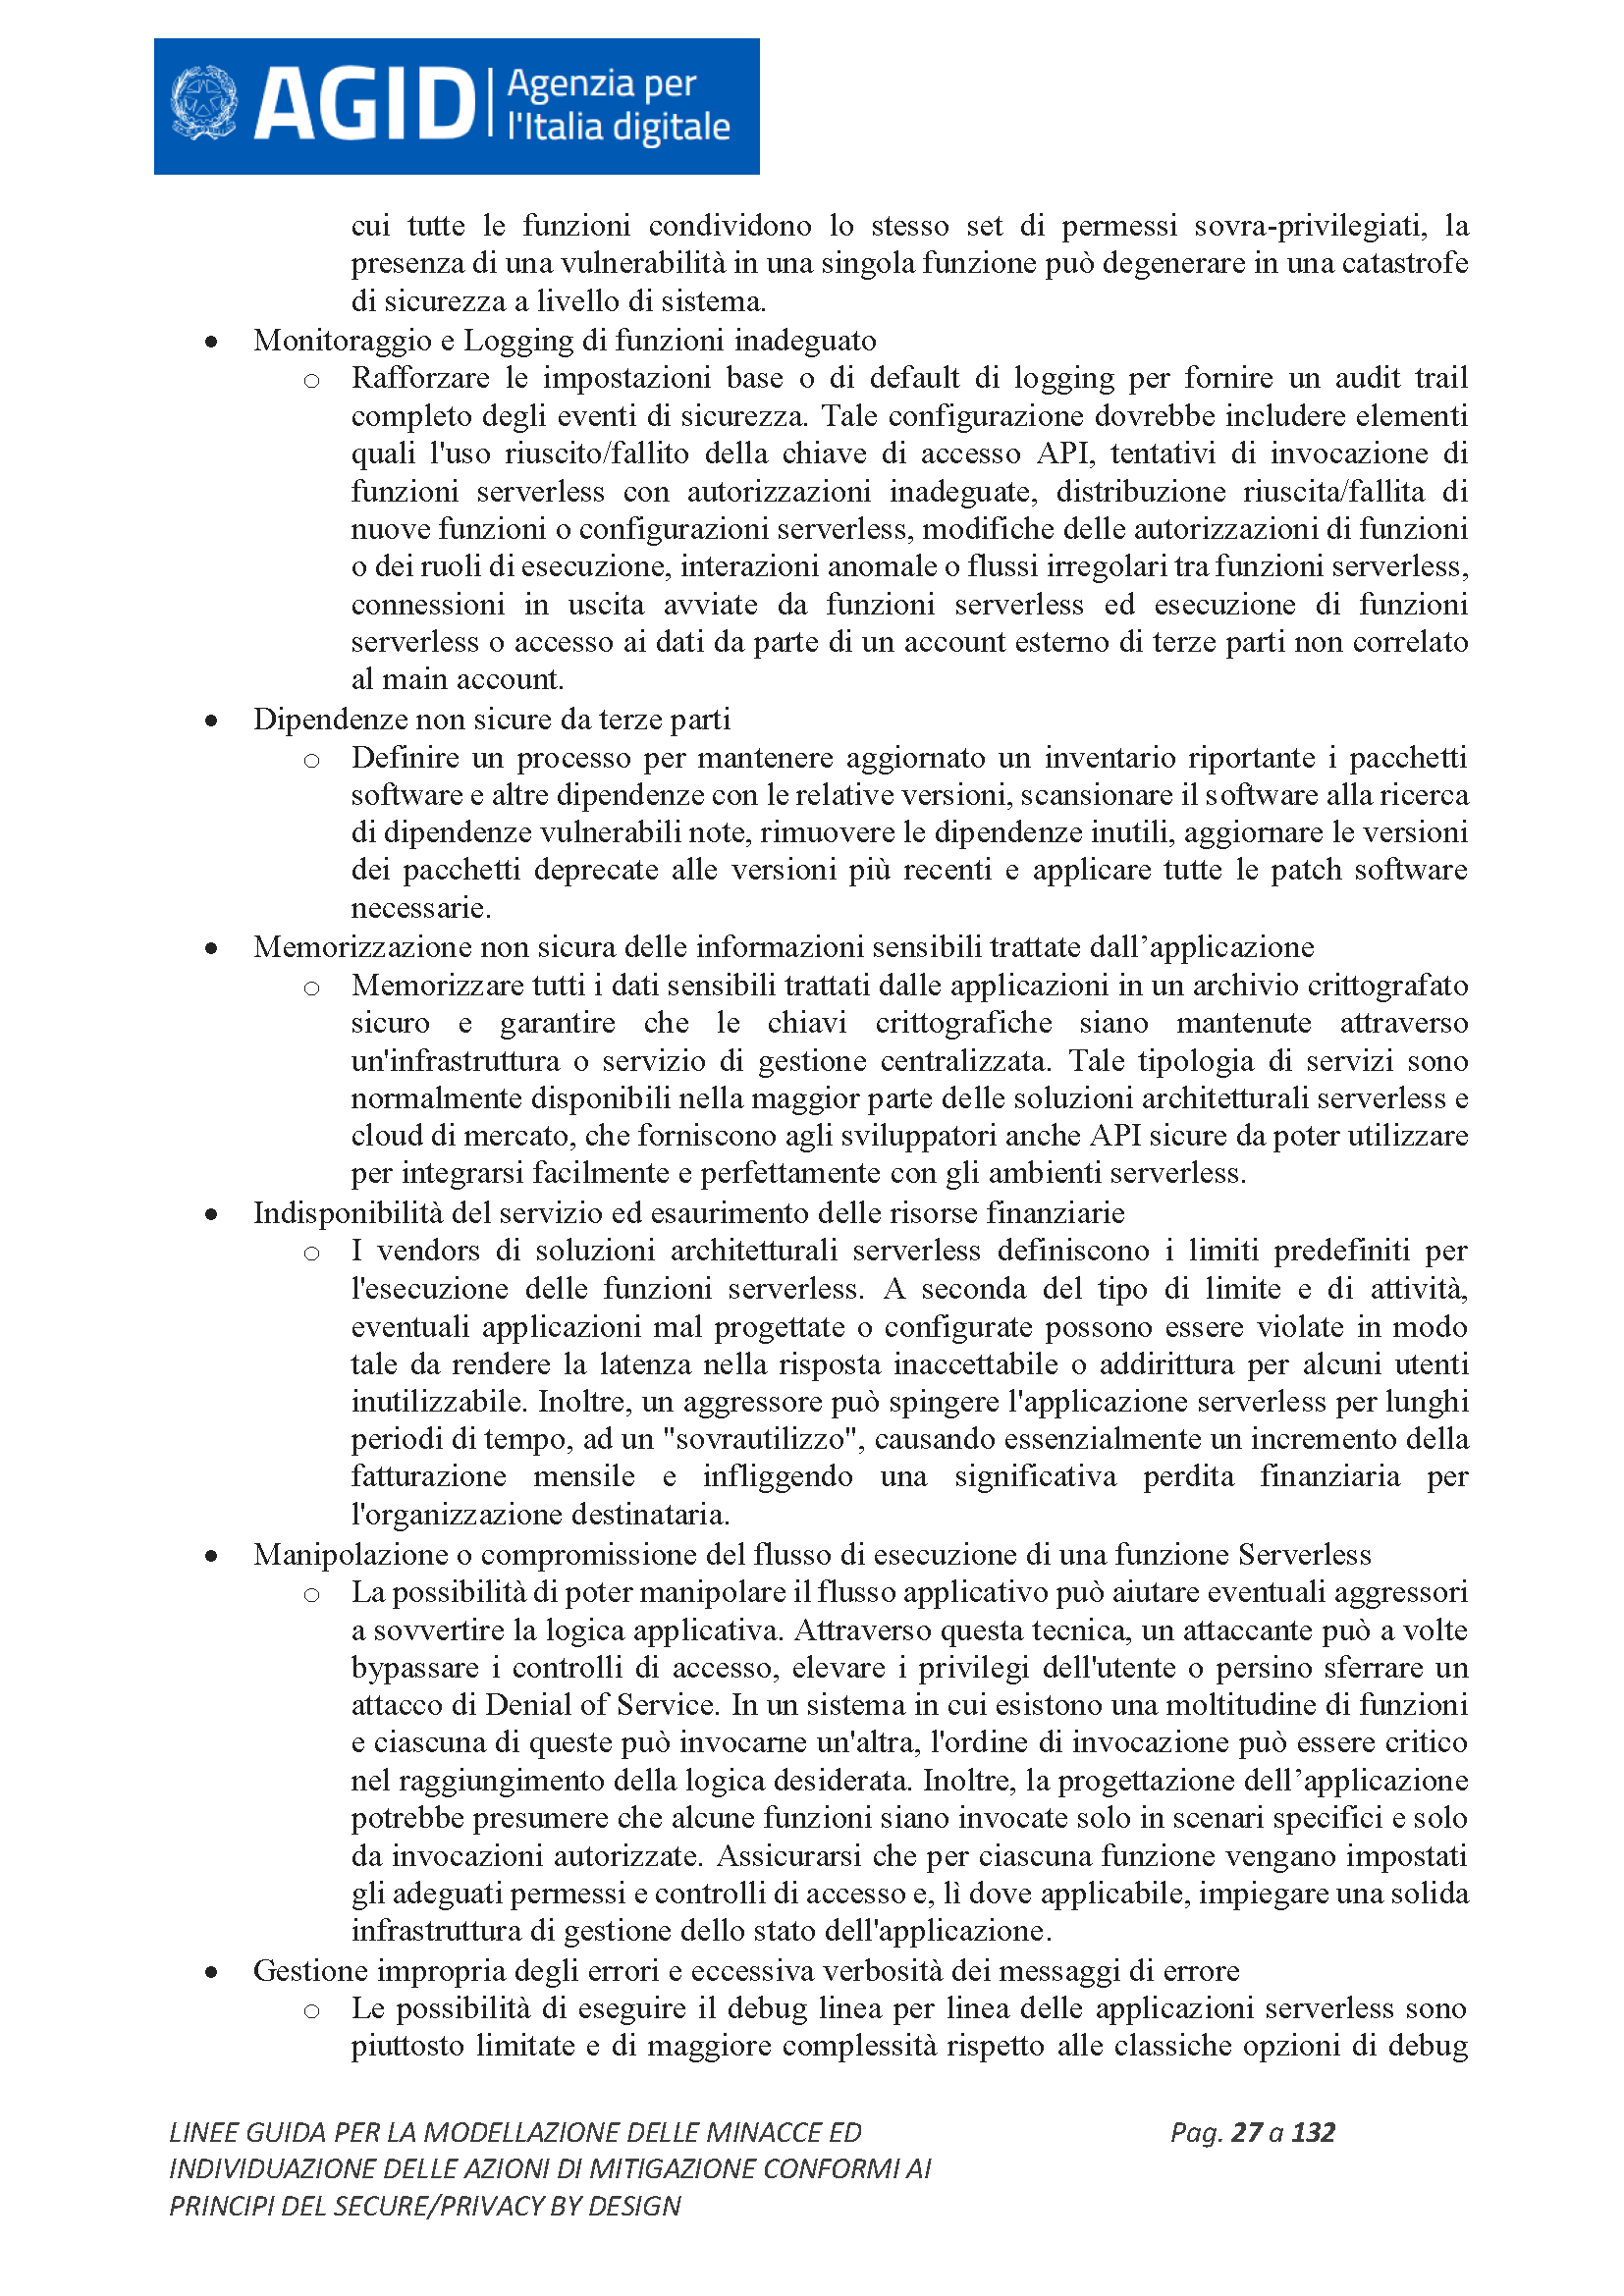 AGID
Agenzia per
l'Italia digitale
cui tutte le funzioni condividono lo stesso set di permessi sovra-privilegiati, la
presenza di una vulnerabilità in una singola funzione può degenerare in una catastrofe
di sicurezza a livello di sistema.
• Monitoraggio e Logging di funzioni inadeguato
o Rafforzare le impostazioni base o di default di logging per fornire un audit trail
completo degli eventi di sicurezza. Tale configurazione dovrebbe includere elementi
quali l'uso riuscito/fallito della chiave di accesso API, tentativi di invocazione di
funzioni serverless con autorizzazioni inadeguate, distribuzione riuscita/fallita di
nuove funzioni o configurazioni serverless, modifiche delle autorizzazioni di funzioni
o dei ruoli di esecuzione, interazioni anomale o flussi irregolari tra funzioni serverless,
connessioni in uscita avviate da funzioni serverless ed esecuzione di funzioni
serverless o accesso ai dati da parte di un account esterno di terze parti non correlato
al main account.
• Dipendenze non sicure da terze parti
o Definire un processo per mantenere aggiornato un inventario riportante i pacchetti
software e altre dipendenze con le relative versioni, scansionare il software alla ricerca
di dipendenze vulnerabili note, rimuovere le dipendenze inutili, aggiornare le versioni
dei pacchetti deprecate alle versioni più recenti e applicare tutte le patch software
necessarie.
• Memorizzazione non sicura delle informazioni sensibili trattate dall’applicazione
o Memorizzare tutti i dati sensibili trattati dalle applicazioni in un archivio crittografato
sicuro e garantire che le chiavi crittografiche siano mantenute attraverso
un'infrastruttura o servizio di gestione centralizzata. Tale tipologia di servizi sono
normalmente disponibili nella maggior parte delle soluzioni architetturali serverless e
cloud di mercato, che forniscono agli sviluppatori anche API sicure da poter utilizzare
per integrarsi facilmente e perfettamente con gli ambienti serverless.
• Indisponibilità del servizio ed esaurimento delle risorse finanziarie
o I vendors di soluzioni architetturali serverless definiscono i limiti predefiniti per
l'esecuzione delle funzioni serverless. A seconda del tipo di limite e di attività,
eventuali applicazioni mal progettate o configurate possono essere violate in modo
tale da rendere la latenza nella risposta inaccettabile o addirittura per alcuni utenti
inutilizzabile. Inoltre, un aggressore può spingere l'applicazione serverless per lunghi
periodi di tempo, ad un "sovrautilizzo", causando essenzialmente un incremento della
fatturazione mensile e infliggendo una significativa perdita finanziaria per
l'organizzazione destinataria.
• Manipolazione o compromissione del flusso di esecuzione di una funzione Serverless
o La possibilità di poter manipolare il flusso applicativo può aiutare eventuali aggressori
a sovvertire la logica applicativa. Attraverso questa tecnica, un attaccante può a volte
bypassare i controlli di accesso, elevare i privilegi dell'utente o persino sferrare un
attacco di Denial of Service. In un sistema in cui esistono una moltitudine di funzioni
e ciascuna di queste può invocarne un'altra, l'ordine di invocazione può essere critico
nel raggiungimento della logica desiderata. Inoltre, la progettazione dell’applicazione
potrebbe presumere che alcune funzioni siano invocate solo in scenari specifici e solo
da invocazioni autorizzate. Assicurarsi che per ciascuna funzione vengano impostati
gli adeguati permessi e controlli di accesso e, lì dove applicabile, impiegare una solida
infrastruttura di gestione dello stato dell'applicazione.
• Gestione impropria degli errori e eccessiva verbosità dei messaggi di errore
o Le possibilità di eseguire il debug linea per linea delle applicazioni serverless sono
piuttosto limitate e di maggiore complessità rispetto alle classiche opzioni di debug
LINEE GUIDA PER LA MODELLAZIONE DELLE MINACCE ED
INDIVIDUAZIONE DELLE AZIONI DI MITIGAZIONE CONFORMI AI
PRINCIPI DEL SECURE/PRIVACY BY DESIGN
Pag. 27 a 132